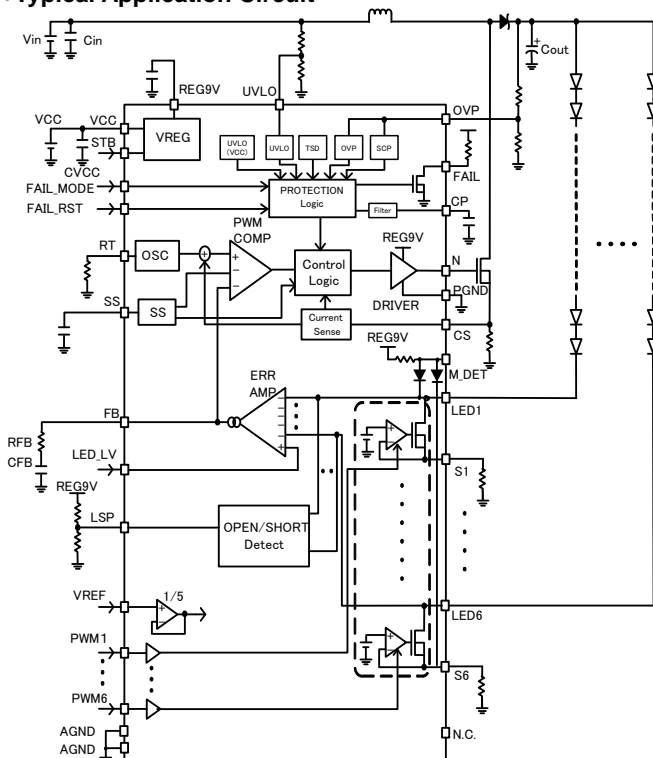 Typical Application Circuit
Vin
Cin
Cout
REG9V
UVLO
OVP
VCC
VCC
VREG
STB
CVCC
UVLO
(VCC)
UVLO
TSD
OVP
SCP
FAIL
FAIL_MODE
PROTECTION
Logic
FAIL_RST
Filter
CP
PWM
COMP
REG9V
RT
OSC
Control
Logic
N
PGND
DRIVER
SS
SS
Current
Sense
CS
REG9V
M_DET
ERR
AMP
LED1
FB
RFB
CFB
LED_LV
S1
REG9V
LSP
OPEN/SHORT
Detect
VREF
1/5
LED6
PWM1
S6
PWM6
AGND
AGND
N.C.